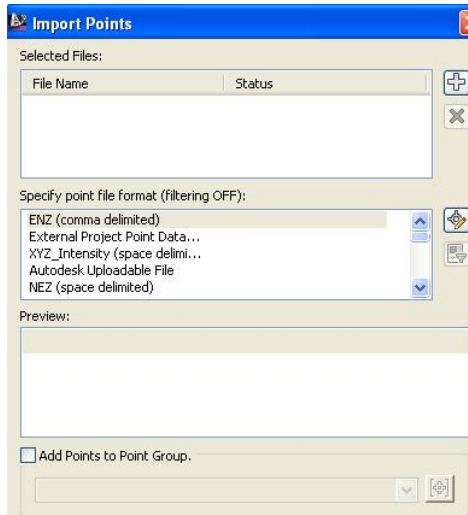 Import Points
Selected Files:
File Name Status
Specify point file format (filtering OFF):
ENZ (comma delimited)
External Project Point Data...
XYZ_Intensity (space delimi...
Autodesk Uploadable File
NEZ (space delimited)
Preview:
Add Points to Point Group.